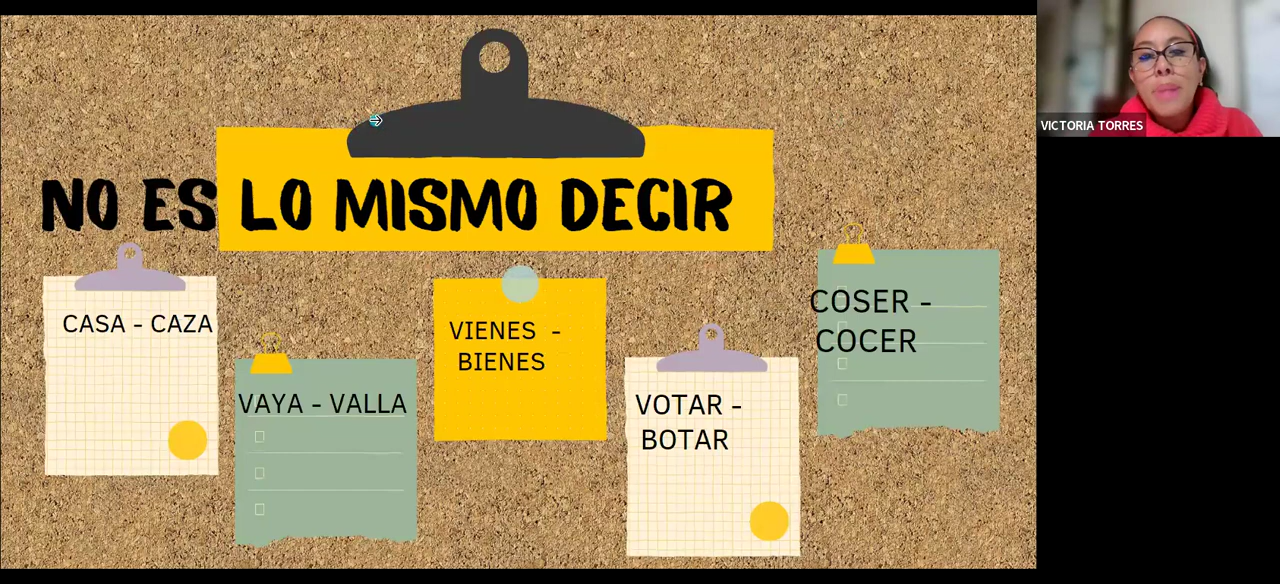 NO ES LO MISMO DECIR
CASA - CAZA
VAYA - VALLA
VIENES -
BIENES
VOTAR -
BOTAR
COSER -
COCER
VICTORIA TORRES